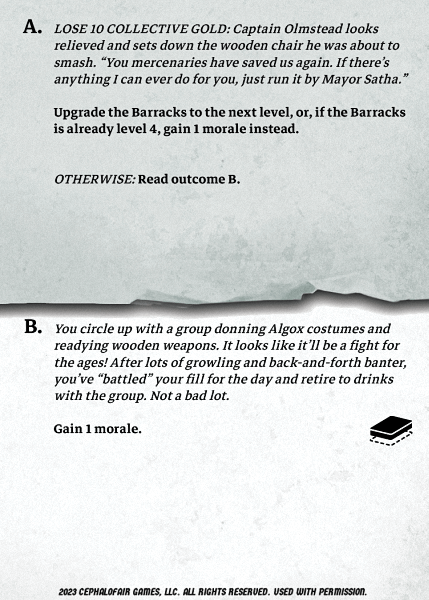 A. LOSE 10 COLLECTIVE GOLD: Captain Olmstead looks
relieved and sets down the wooden chair he was about to
smash. “You mercenaries have saved us again. If there’s
anything I can ever do for you, just run it by Mayor Satha.”
Upgrade the Barracks to the next level, or, if the Barracks
is already level 4, gain 1 morale instead.
OTHERWISE: Read outcome B.
B. You circle up with a group donning Algox costumes and
readying wooden weapons. It looks like it’ll be a fight for
the ages! After lots of growling and back-and-forth banter,
you’ve “battled” your fill for the day and retire to drinks
with the group. Not a bad lot.
Gain 1 morale.
2023 CEPHALOFAIR GAMES, LLC. ALL RIGHTS RESERVED. USED WITH PERMISSION.